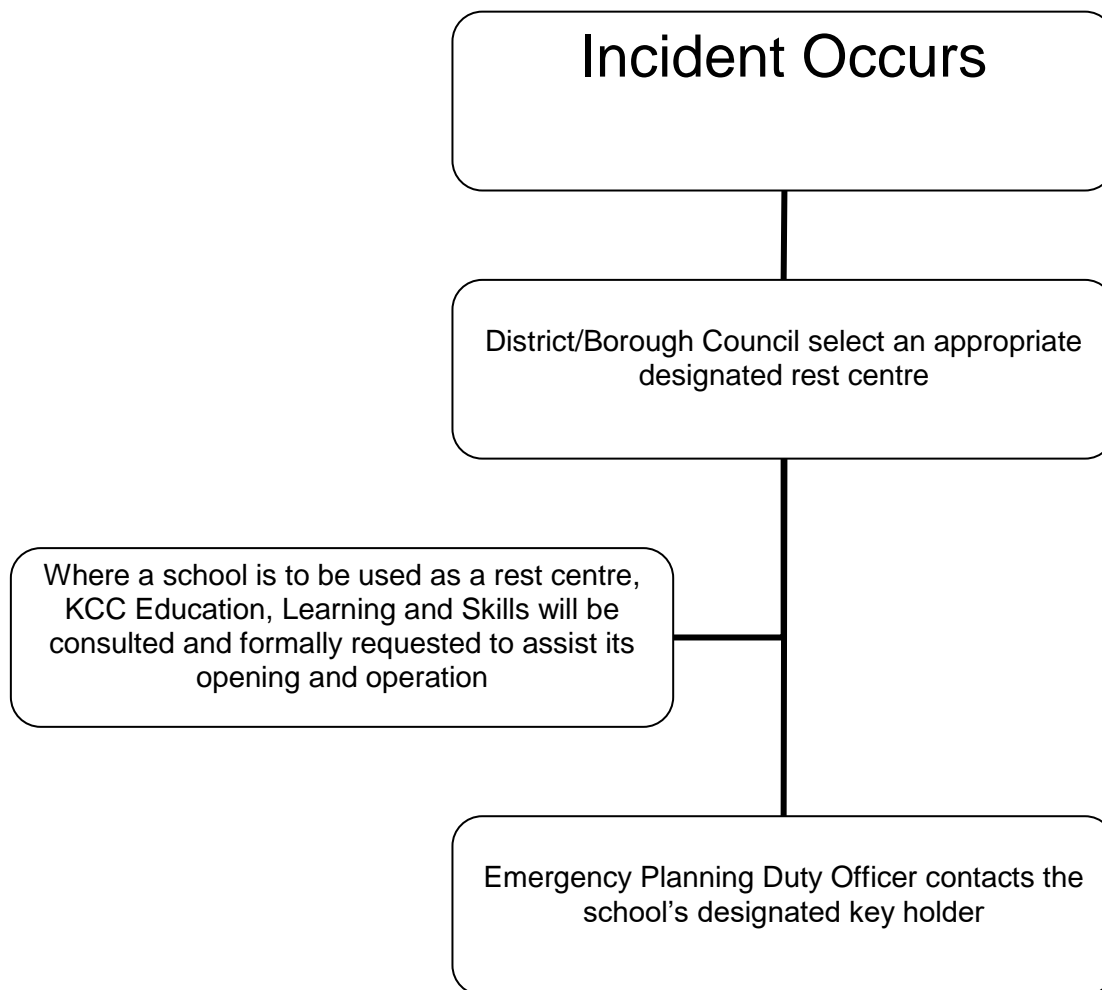 Incident Occurs
District/Borough Council select an appropriate
designated rest centre
Where a school is to be used as a rest centre,
KCC Education, Learning and Skills will be
consulted and formally requested to assist its
opening and operation
Emergency Planning Duty Officer contacts the
school’s designated key holder